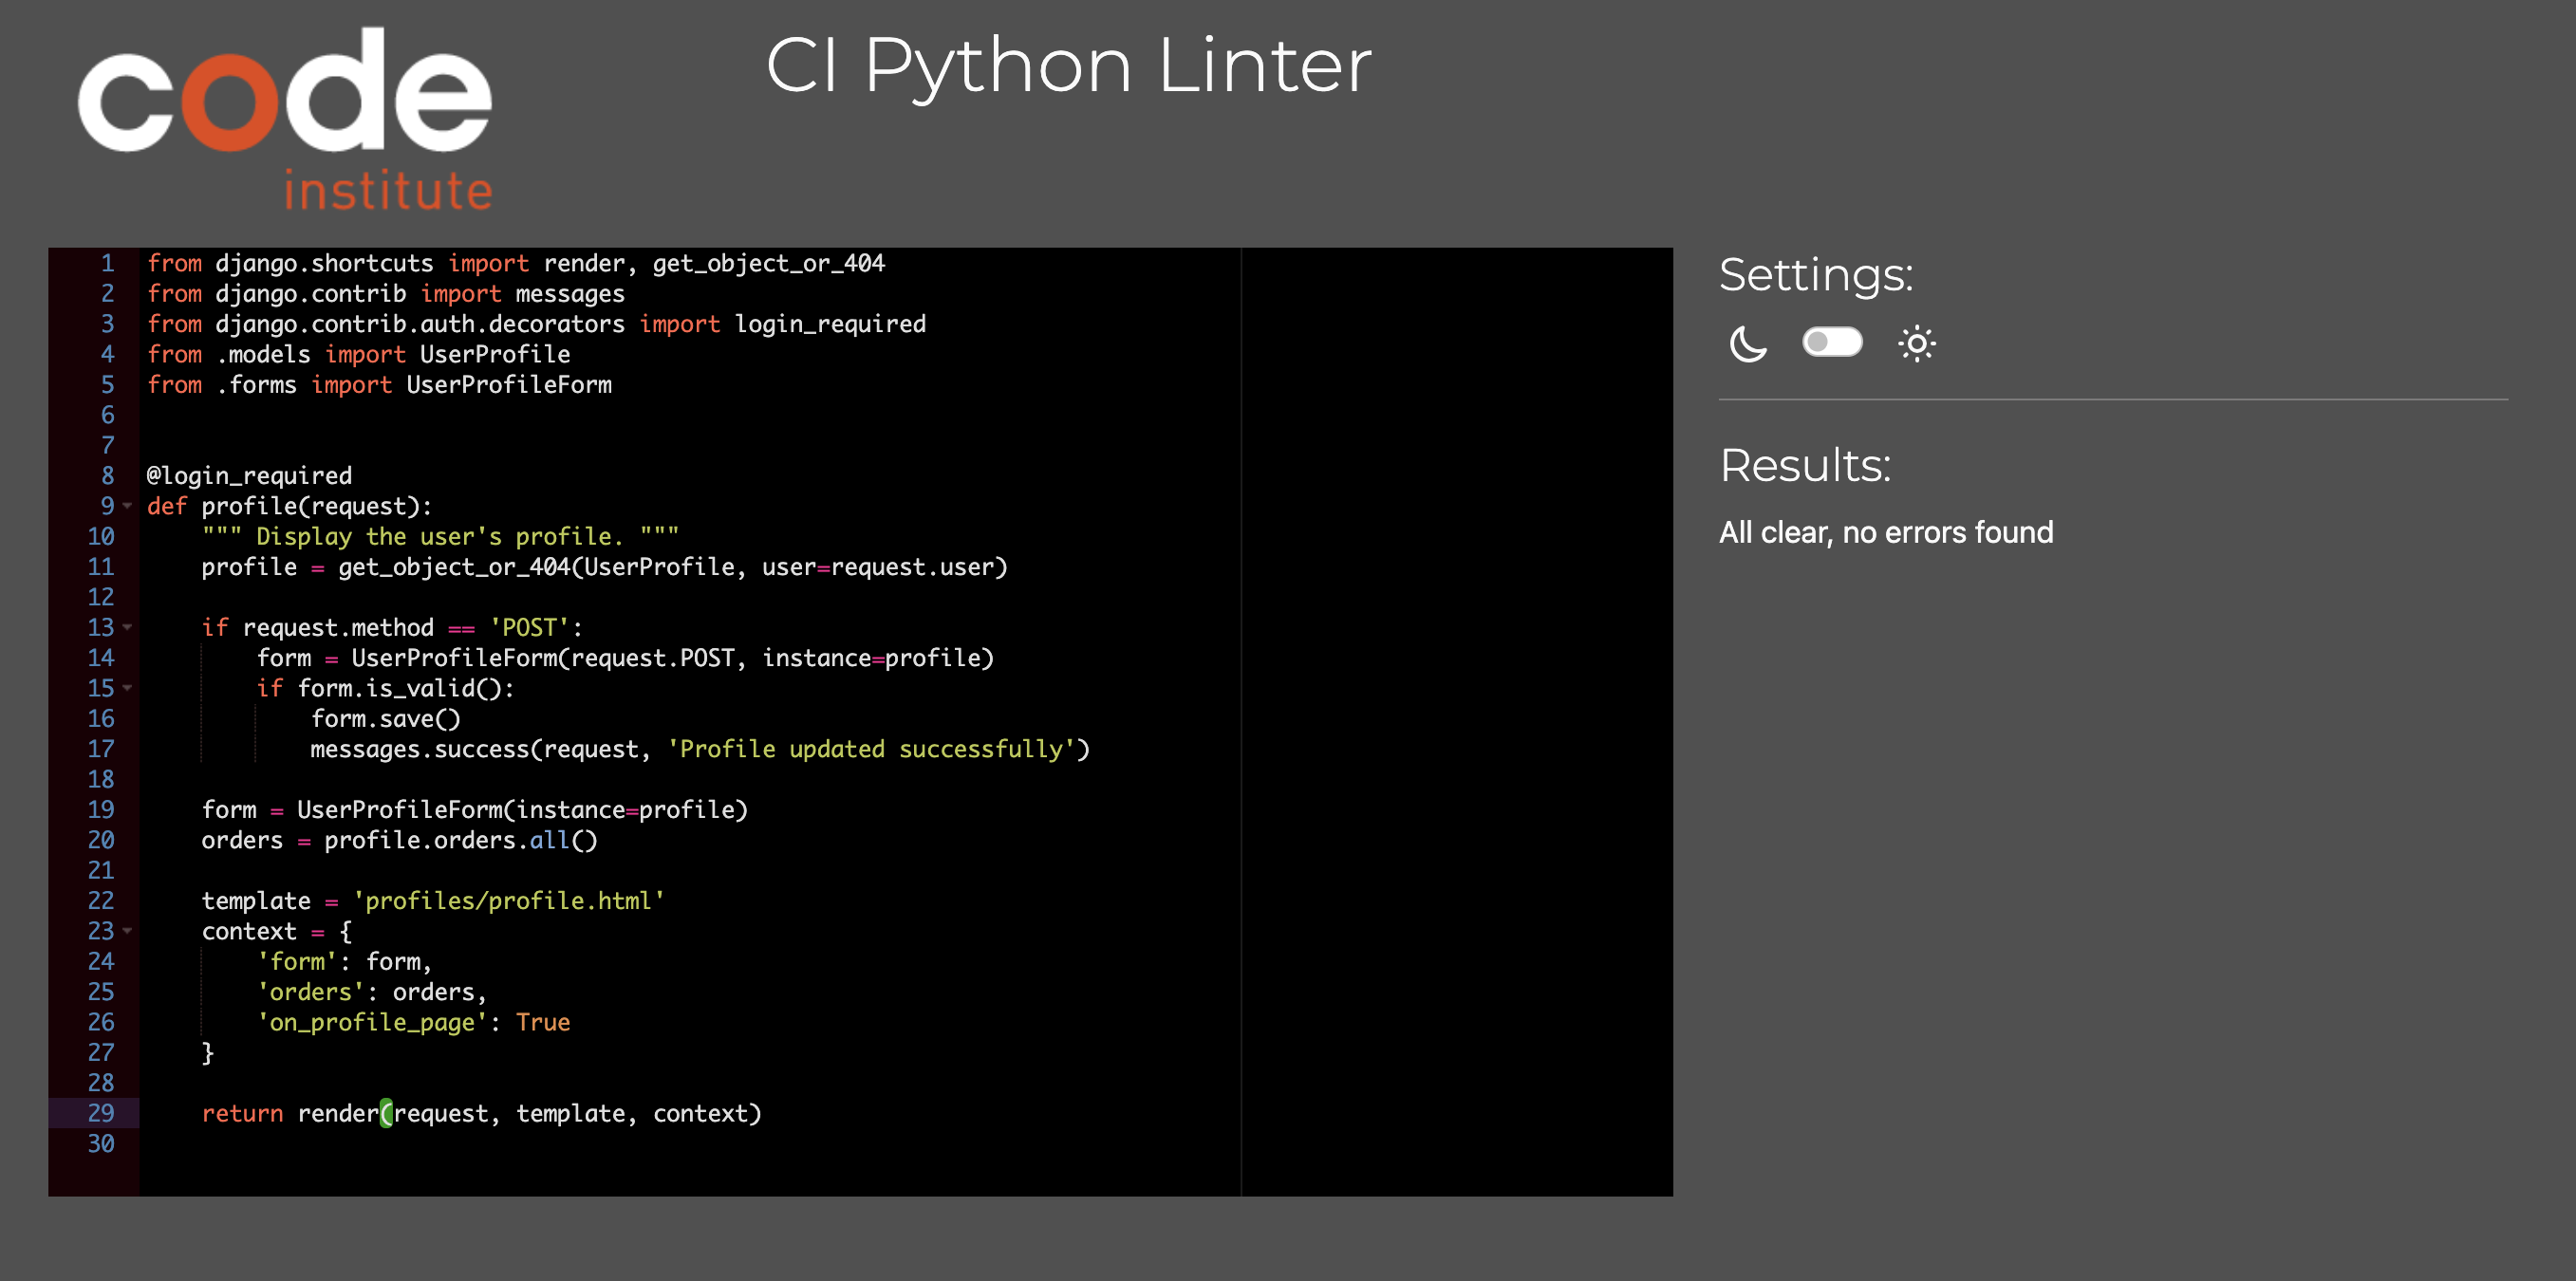 code
institute
CI Python Linter
1 from django.shortcuts import render, get_object_or_404
2 from django.contrib import messages
3 from django.contrib.auth.decorators import login_required
4 from .models import UserProfile
5 from .forms import UserProfileForm
6
7
8 @login_required
9 def profile(request):
10     """ Display the user's profile. """
11     profile = get_object_or_404(UserProfile, user=request.user)
12
13     if request.method == 'POST':
14         form = UserProfileForm(request.POST, instance=profile)
15         if form.is_valid():
16             form.save()
17             messages.success(request, 'Profile updated successfully')
18
19     form = UserProfileForm(instance=profile)
20     orders = profile.orders.all()
21
22     template = 'profiles/profile.html'
23     context = {
24         'form': form,
25         'orders': orders,
26         'on_profile_page': True
27     }
28
29     return render(request, template, context)
30
Settings:
Results:
All clear, no errors found